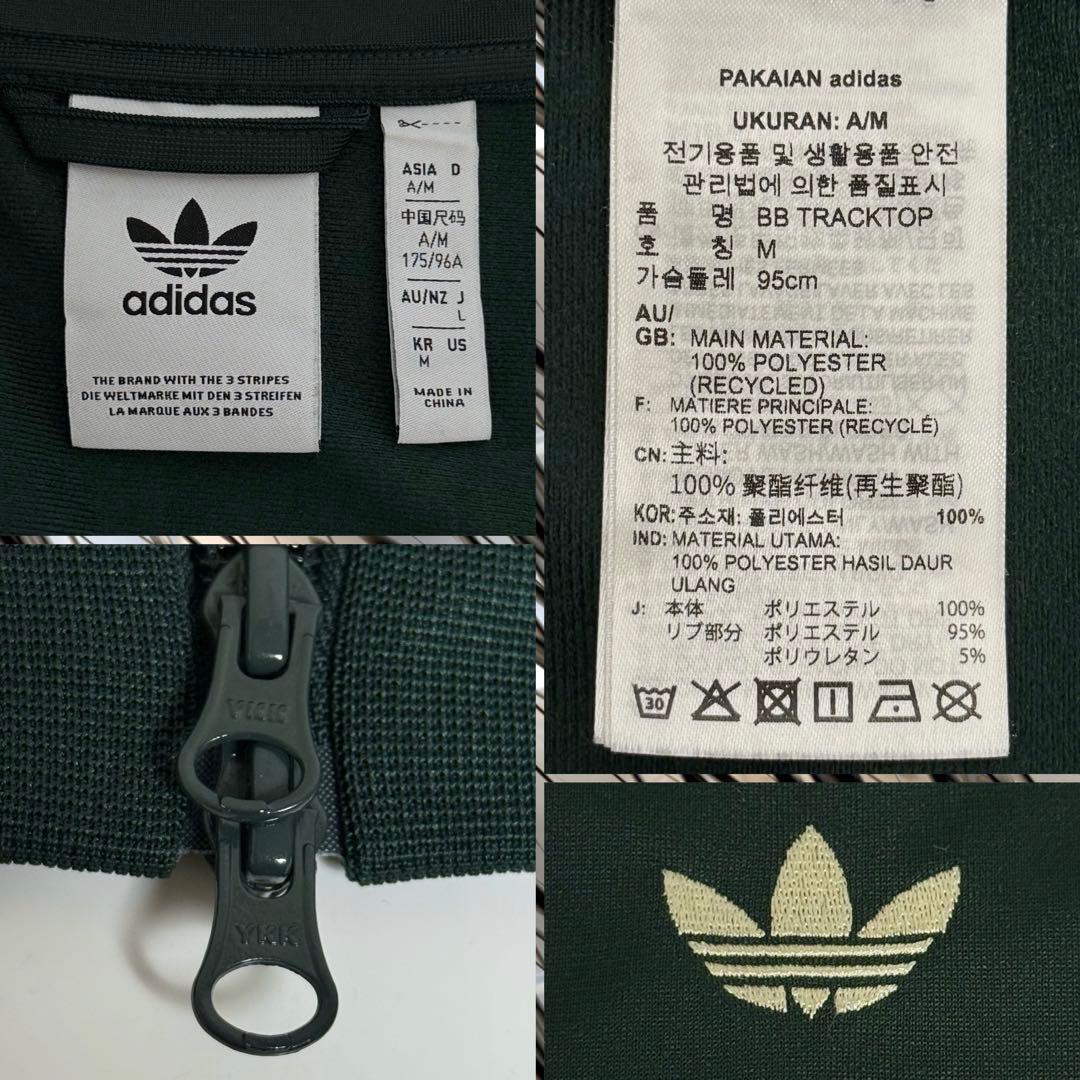 adidas
THE BRAND WITH THE 3 STRIPES
DIE WELTMARKE MIT DEN 3 STREIFEN
LA MARQUE AUX 3 BANDES
ASIA D
A/M
中国尺码
A/M
175/96A
AU/NZ J
L
KR US
M
MADE IN
CHINA
PAKAIAN adidas
UKURAN: A/M
전기용품 및 생활용품 안전
관리법에 의한 품질표시
품 명 BB TRACKTOP
호 칭 M
가슴둘레 95cm
AU/
GB: MAIN MATERIAL:
100% POLYESTER
(RECYCLED)
F: MATIERE PRINCIPALE:
100% POLYESTER (RECYCLÉ)
CN: 主料:
100% 聚酯纤维(再生聚酯)
KOR: 주소재: 폴리에스터 100%
IND: MATERIAL UTAMA:
100% POLYESTER HASIL DAUR
ULANG
J: 本体 ポリエステル 100%
リブ部分 ポリエステル 95%
ポリウレタン 5%
30
YKK
YKK